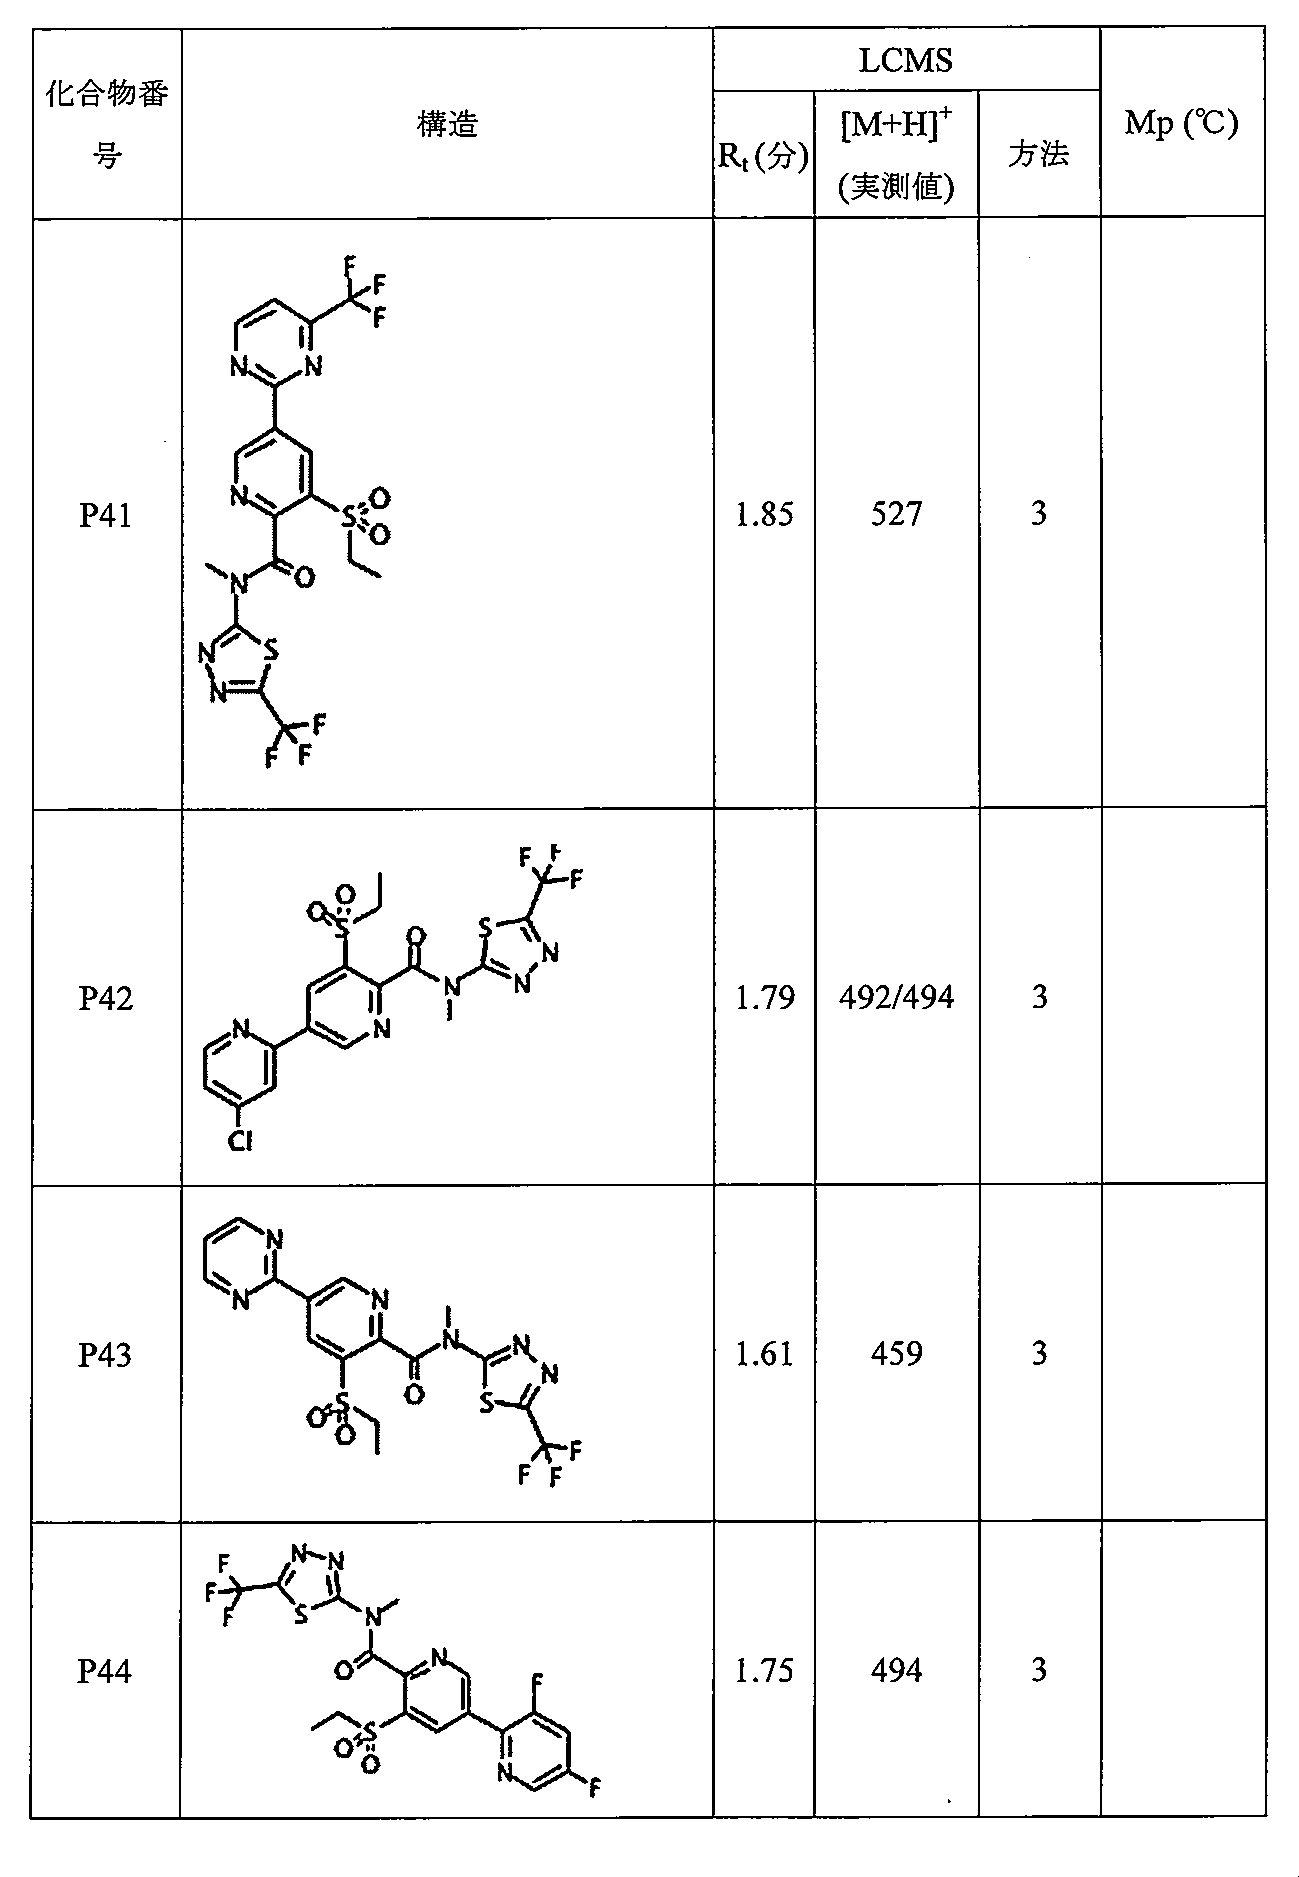 化合物番
号
構造
LCMS
Rt (分)
[M+H]+
(実測値)
方法
Mp (℃)
F
F
F
N
N
N
S
O
O
P41
1.85
527
3
N
O
N
S
N
F
F
F
F
F
F
O
O
S
O
S
N
N
N
P42
1.79
492/494
3
N
N
Cl
N
N
N
N
N
N
P43
1.61
459
3
S
O
S
O
O
F
F
F
N
N
F
F
F
S
N
N
O
P44
1.75
494
3
F
S
O
O
N
F